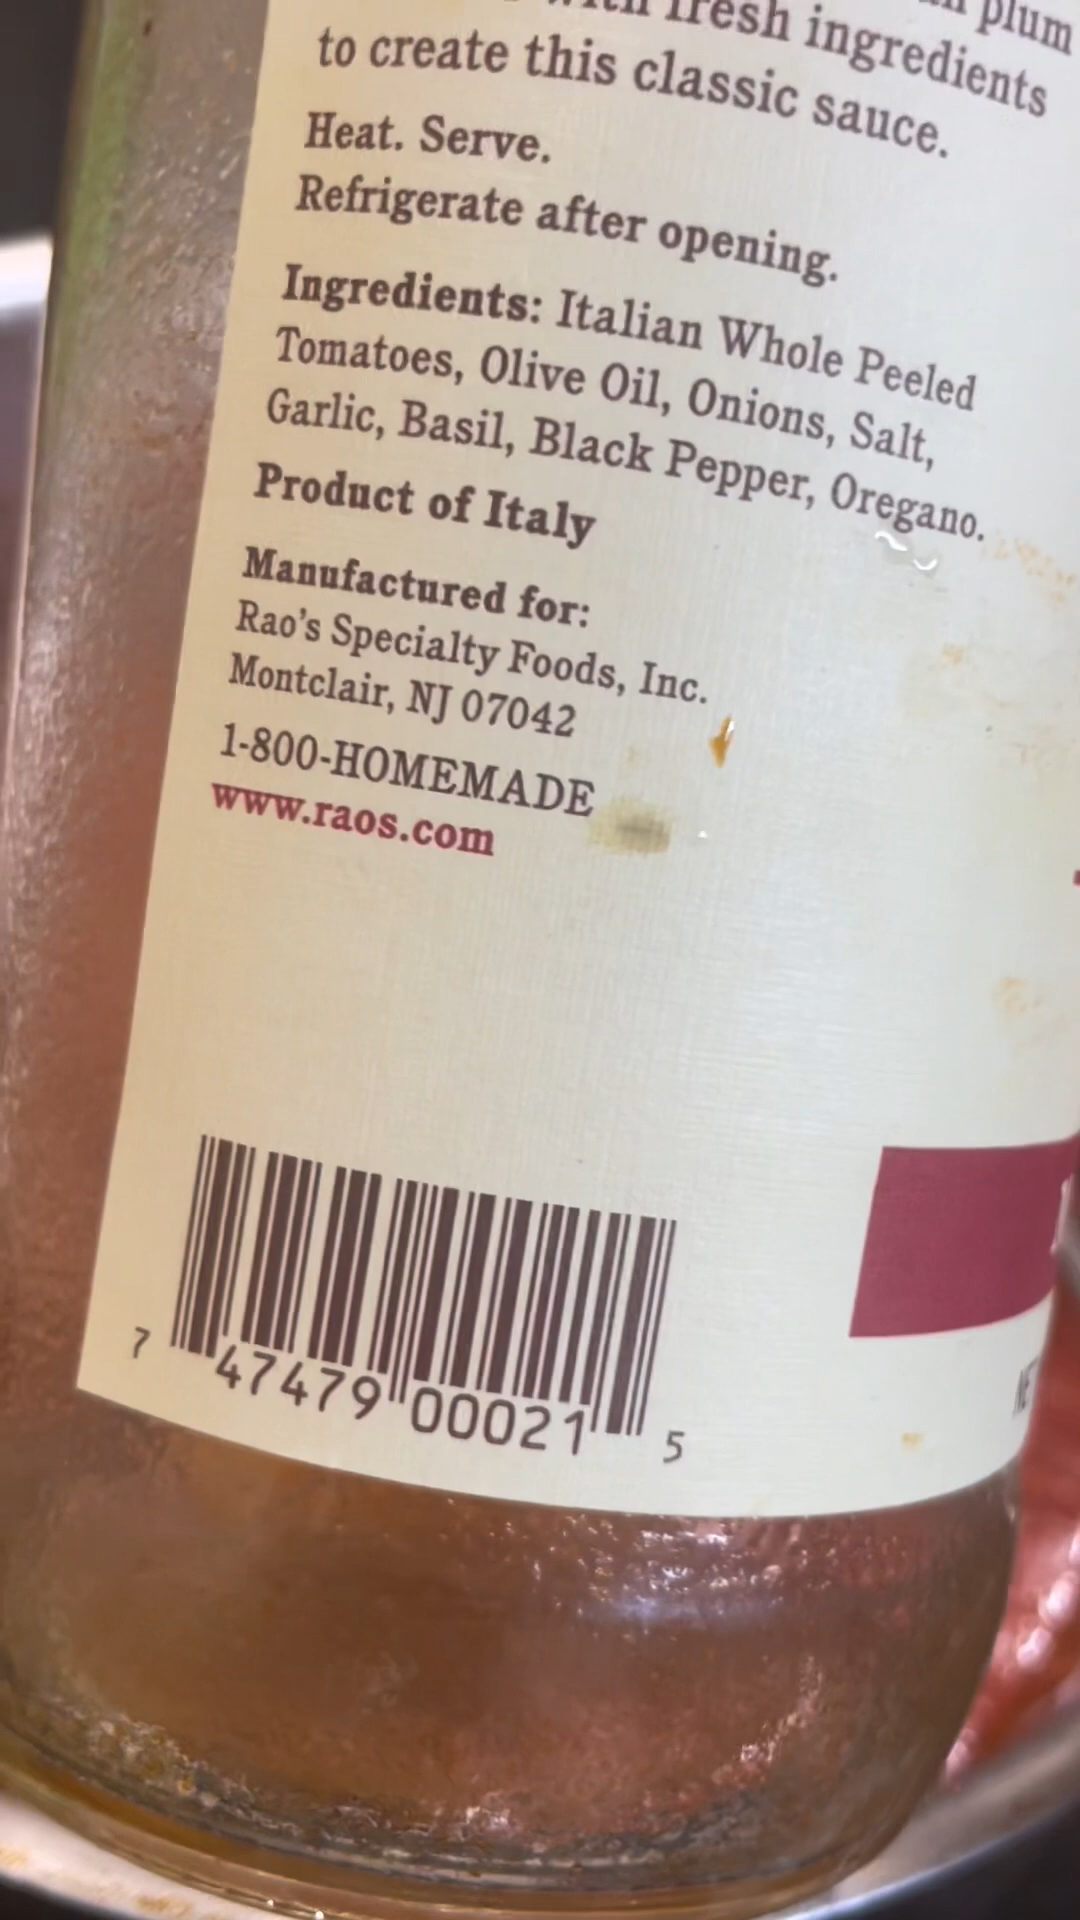 plum
with fresh ingredients
to create this classic sauce.
Heat. Serve.
Refrigerate after opening.
Ingredients: Italian Whole Peeled
Tomatoes, Olive Oil, Onions, Salt,
Garlic, Basil, Black Pepper, Oregano.
Product of Italy
Manufactured for:
Rao's Specialty Foods, Inc.
Montclair, NJ 07042
1-800-HOMEMADE
www.raos.com
7 47479 00021 5